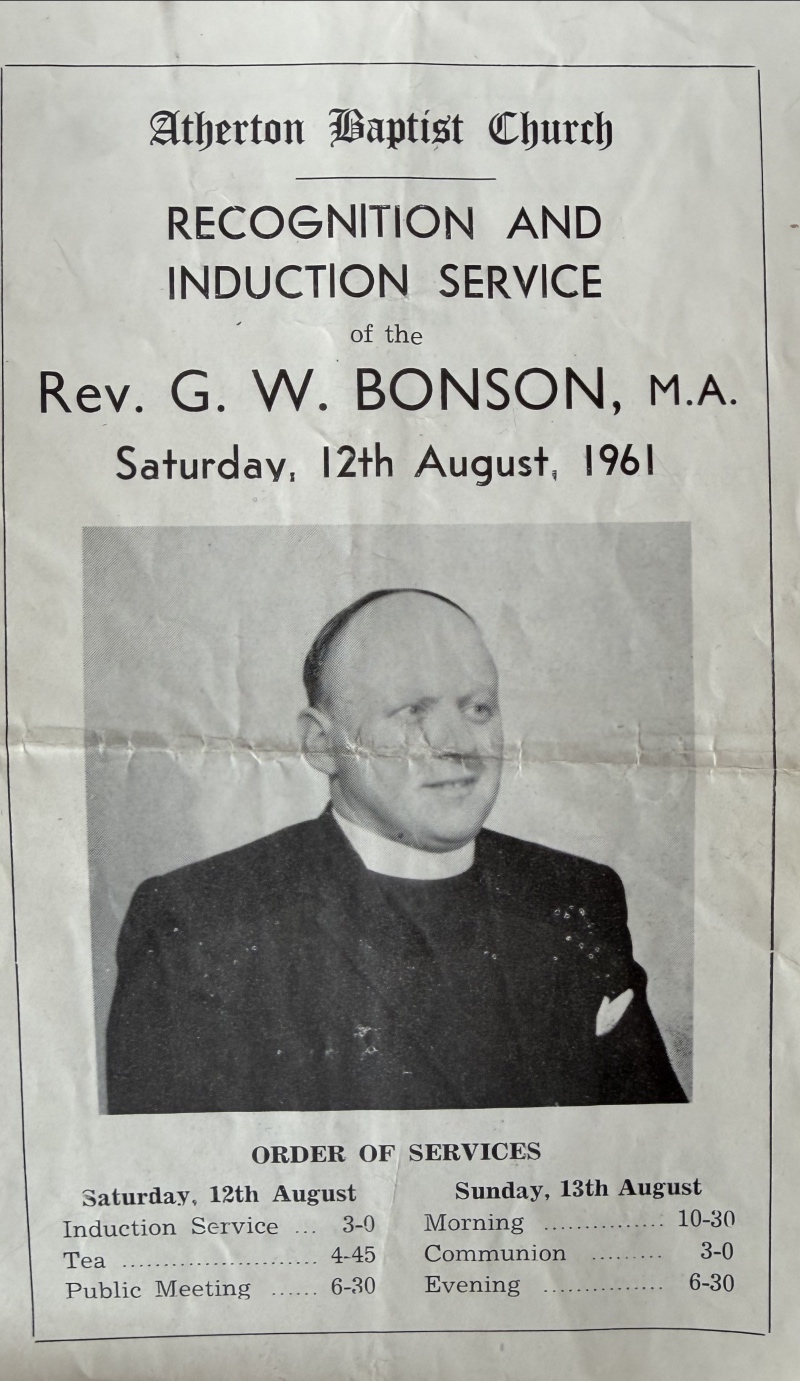 Atherton Baptist Church
RECOGNITION AND
INDUCTION SERVICE
of the
Rev. G. W. BONSON, M.A.
Saturday, 12th August, 1961
ORDER OF SERVICES
Saturday, 12th August
Induction Service ... 3-0
Tea ........................ 4-45
Public Meeting ...... 6-30
Sunday, 13th August
Morning ............... 10-30
Communion ......... 3-0
Evening ............... 6-30